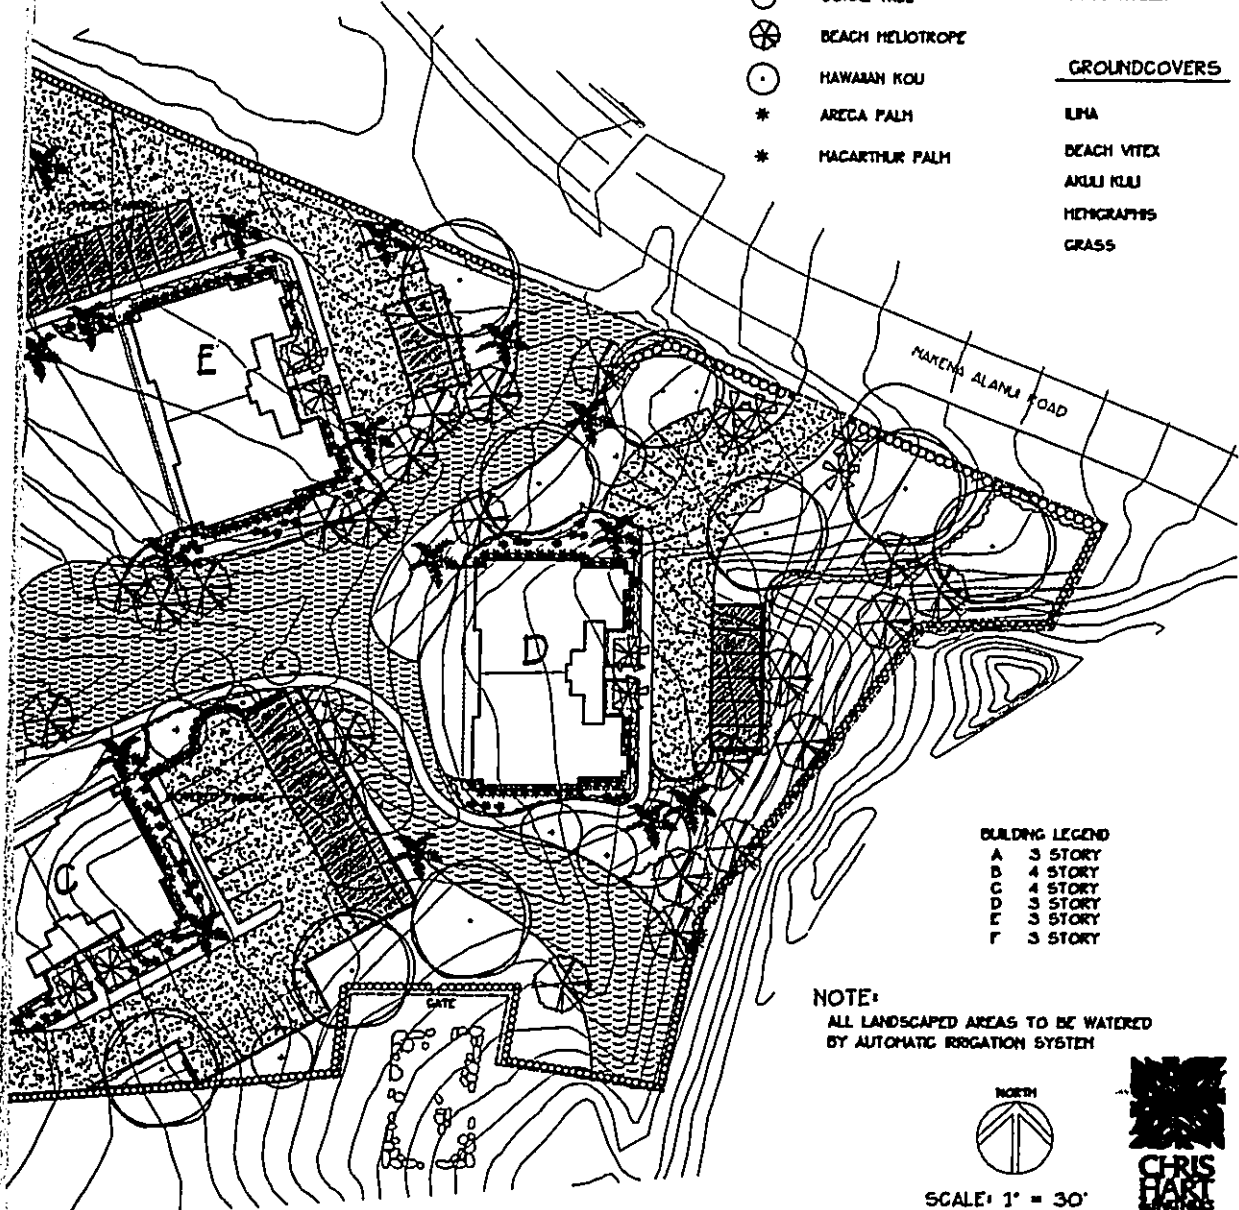 BEACH HELIOTROPE
HAWAIIAN KOU
ARECA PALM
MACARTHUR PALM
GROUNDCOVERS
ILIMA
BEACH VITEX
AKULI KULI
HEMIGRAPHIS
GRASS
MAKENA ALANUI ROAD
E
D
C
GATE
BUILDING LEGEND
A 3 STORY
B 4 STORY
C 4 STORY
D 3 STORY
E 3 STORY
F 3 STORY
NOTE:
ALL LANDSCAPED AREAS TO BE WATERED
BY AUTOMATIC IRRIGATION SYSTEM
NORTH
SCALE: 1" = 30'
CHRIS
HART